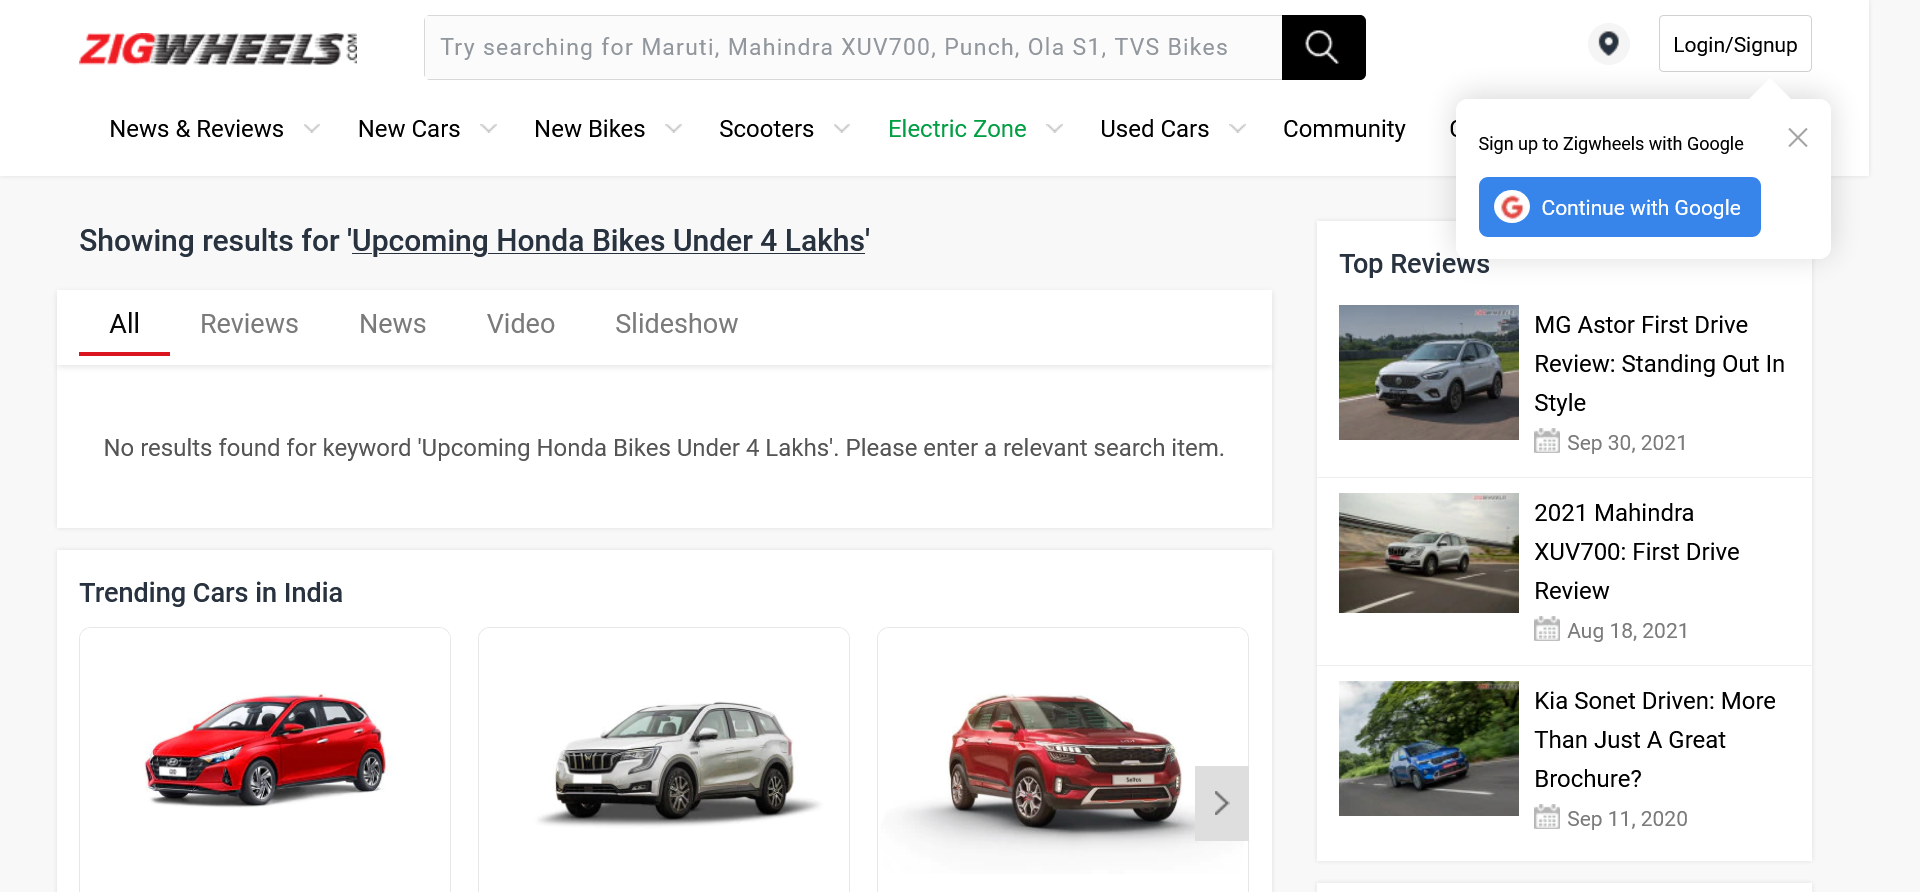 ZIGWHEELS.COM
Try searching for Maruti, Mahindra XUV700, Punch, Ola S1, TVS Bikes
Login/Signup
News & Reviews
New Cars
New Bikes
Scooters
Electric Zone
Used Cars
Community
Sign up to Zigwheels with Google
Continue with Google
Showing results for 'Upcoming Honda Bikes Under 4 Lakhs'
All
Reviews
News
Video
Slideshow
No results found for keyword 'Upcoming Honda Bikes Under 4 Lakhs'. Please enter a relevant search item.
Trending Cars in India
Seltos
Top Reviews
MG Astor First Drive
Review: Standing Out In
Style
Sep 30, 2021
2021 Mahindra
XUV700: First Drive
Review
Aug 18, 2021
Kia Sonet Driven: More
Than Just A Great
Brochure?
Sep 11, 2020